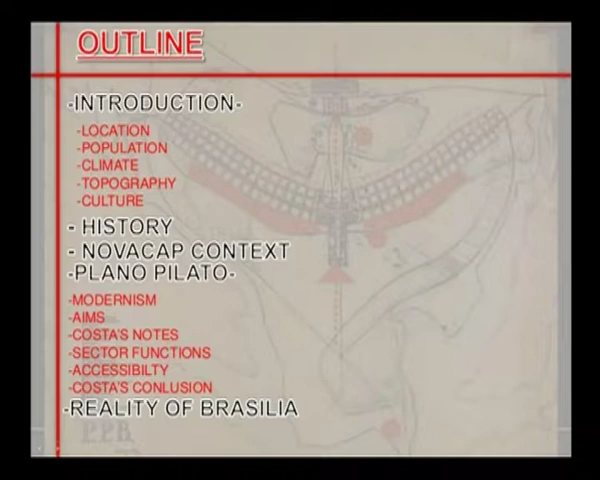 OUTLINE
-INTRODUCTION-
-LOCATION
-POPULATION
-CLIMATE
-TOPOGRAPHY
-CULTURE
- HISTORY
- NOVACAP CONTEXT
-PLANO PILATO-
-MODERNISM
-AIMS
-COSTA'S NOTES
-SECTOR FUNCTIONS
-ACCESSIBILTY
-COSTA'S CONLUSION
-REALITY OF BRASILIA
P.P.B.